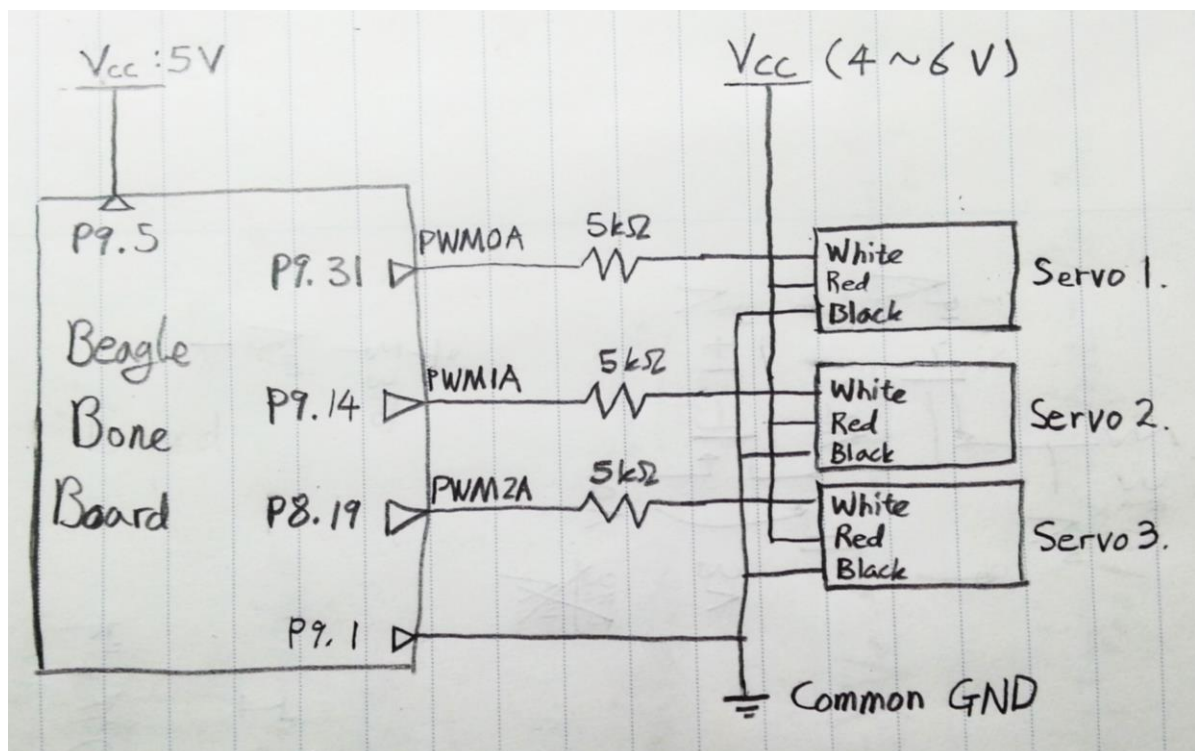 Vcc : 5V
Vcc (4 ~ 6 V)
P9.5
P9.31
PWM0A
5kΩ
White
Red
Black
Servo 1.
Beagle
Bone
Board
P9.14
PWM1A
5kΩ
White
Red
Black
Servo 2.
P8.19
PWM2A
5kΩ
White
Red
Black
Servo 3.
P9.1
Common GND